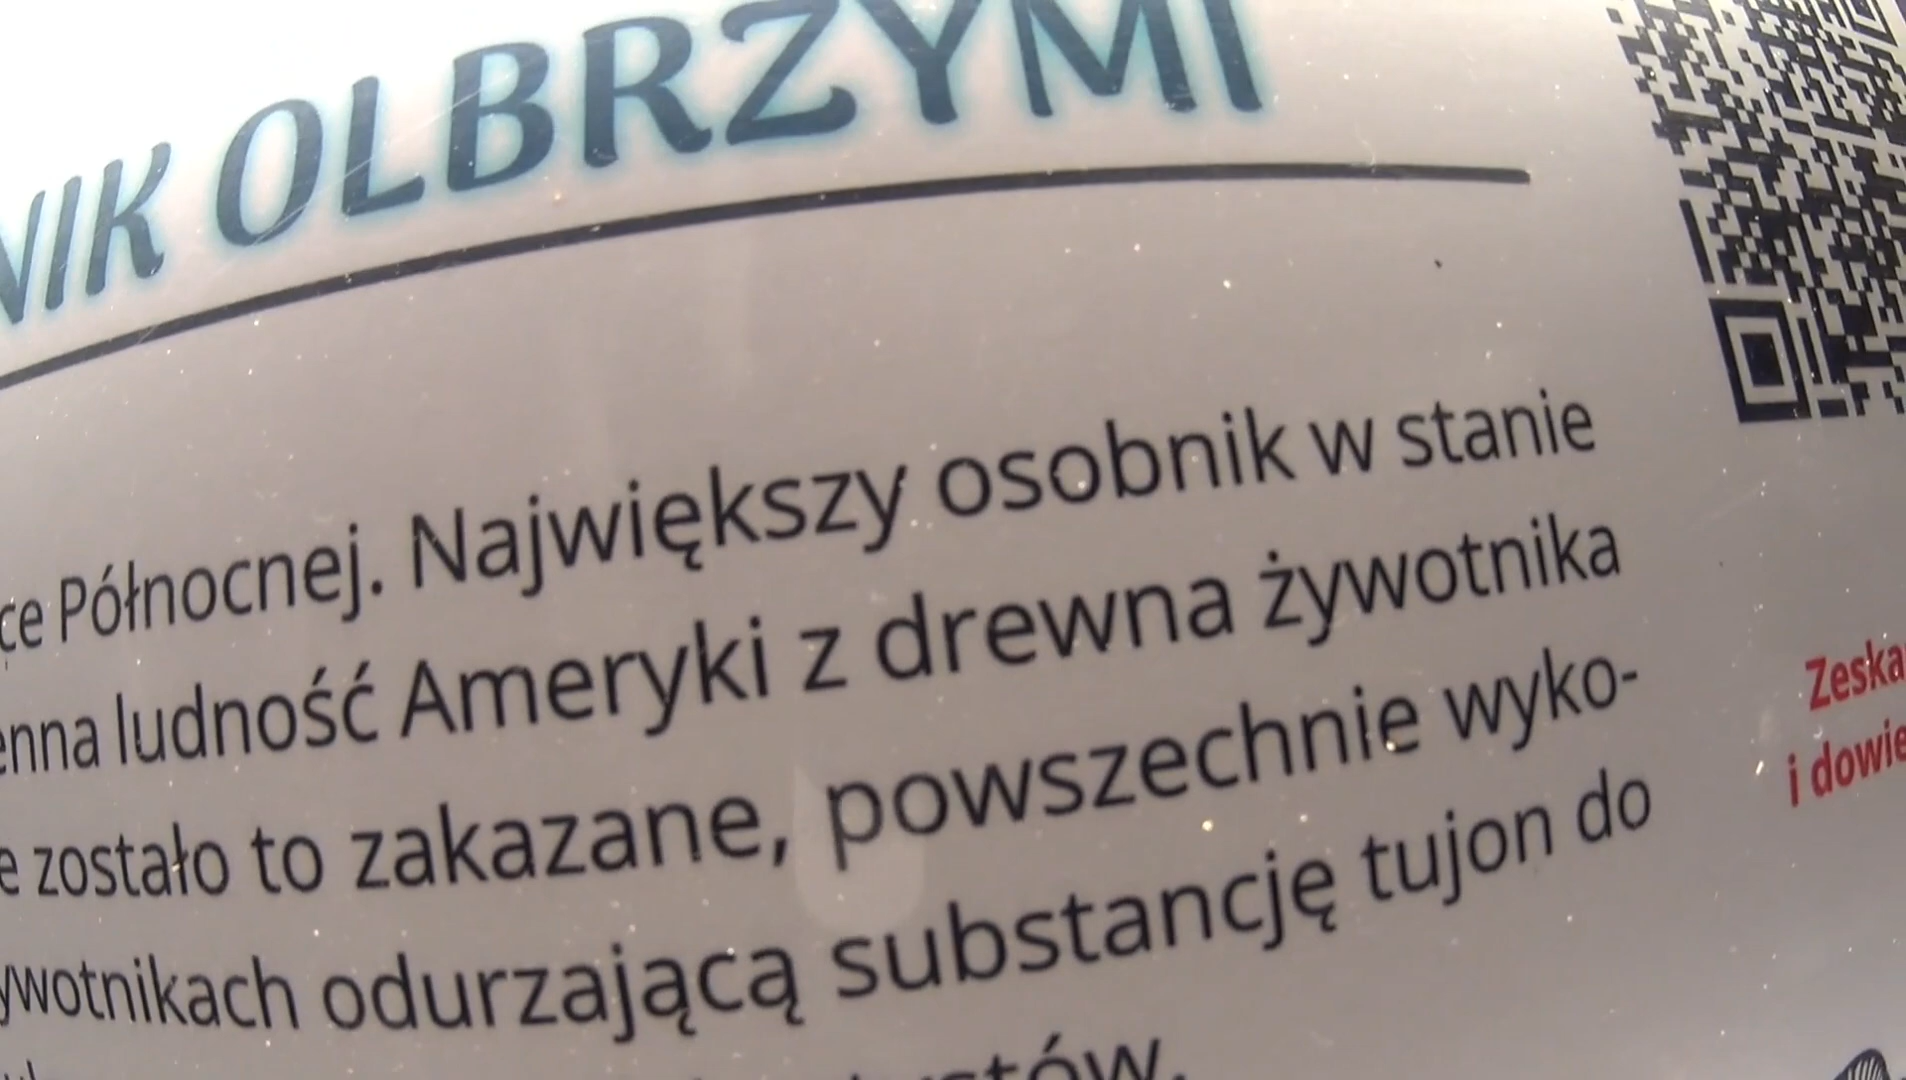 NIK OLBRZYMI
ce Północnej. Największy osobnik w stanie
enna ludność Ameryki z drewna żywotnika
e zostało to zakazane, powszechnie wyko-
ywotnikach odurzającą substancję tujon do
stów.
Zeska
i dowie